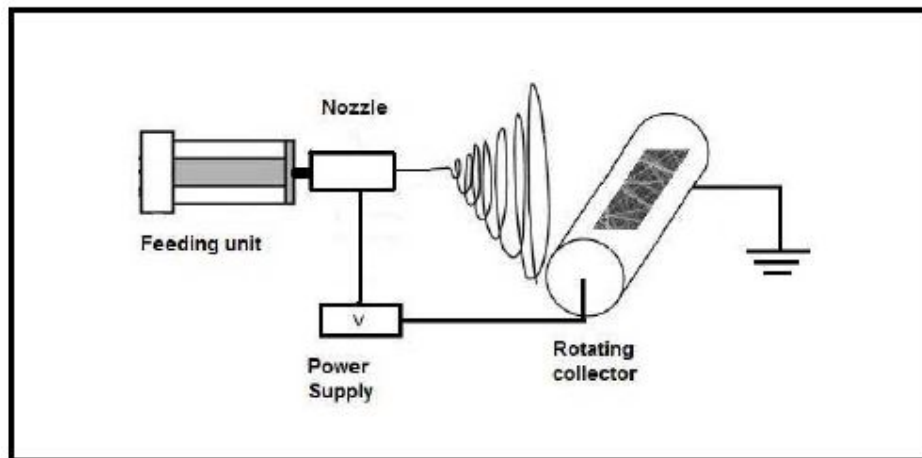 Nozzle
Feeding unit
V
Power
Supply
Rotating
collector